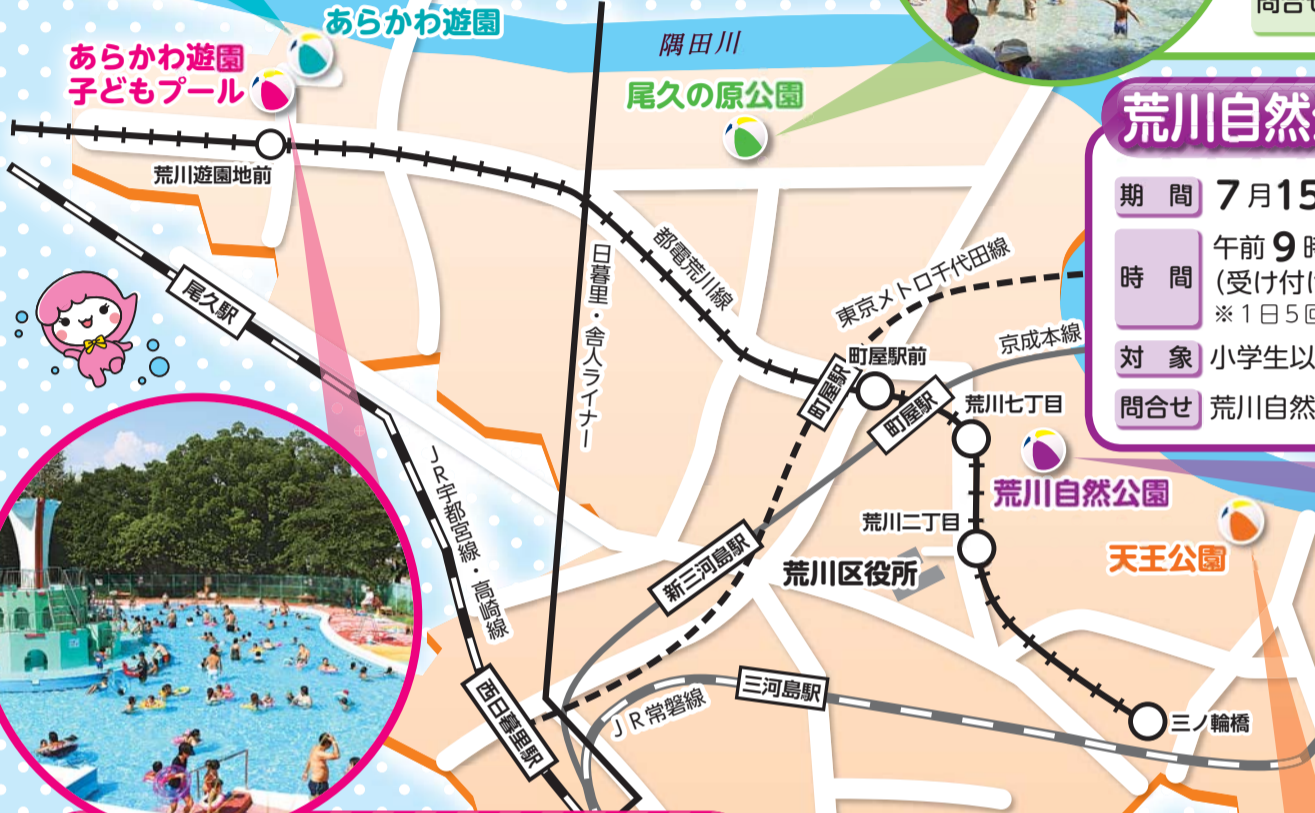 あらかわ遊園
あらかわ遊園
子どもプール
隅田川
問合せ
尾久の原公園
荒川自然
荒川遊園地前
期 間 7月15
時 間 午前9時
(受け付け
※1日5回
対 象 小学生以
問合せ 荒川自然
都電荒川線
日暮里・舎人ライナー
東京メトロ千代田線
京成本線
尾久駅
町屋駅前
町屋駅
町屋駅
荒川七丁目
荒川自然公園
荒川二丁目
天王公園
荒川区役所
新三河島駅
JR宇都宮線・高崎線
西日暮里駅
三河島駅
JR常磐線
三ノ輪橋